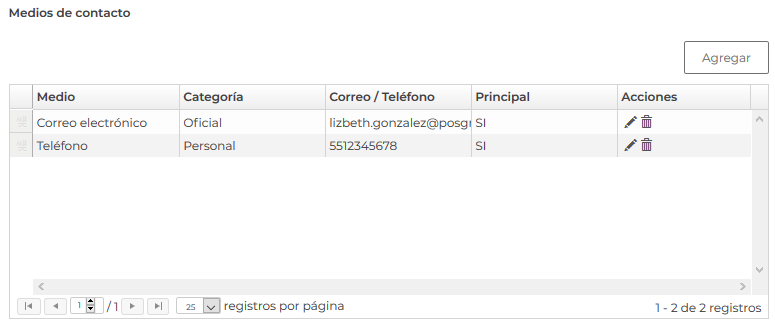 Medios de contacto
Agregar
Medio Categoría Correo / Teléfono Principal Acciones
Correo electrónico Oficial lizbeth.gonzalez@posgr SI
Teléfono Personal 5512345678 SI
1 / 1 25 registros por página 1 - 2 de 2 registros